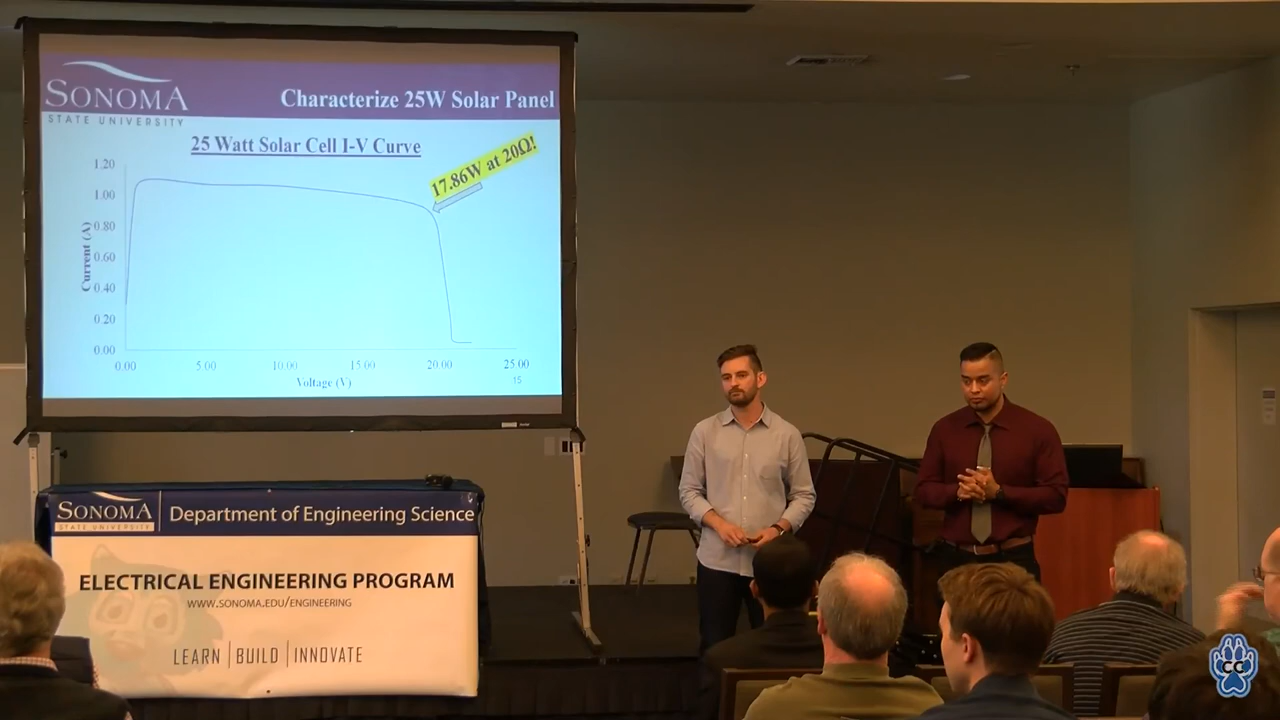 SONOMA
STATE UNIVERSITY
Characterize 25W Solar Panel
25 Watt Solar Cell I-V Curve
17.86W at 20Ω!
1.20
1.00
0.80
0.60
0.40
0.20
0.00
Current (A)
0.00 5.00 10.00 15.00 20.00 25.00
Voltage (V)
15
SONOMA
STATE UNIVERSITY
Department of Engineering Science
ELECTRICAL ENGINEERING PROGRAM
WWW.SONOMA.EDU/ENGINEERING
LEARN | BUILD | INNOVATE
CC